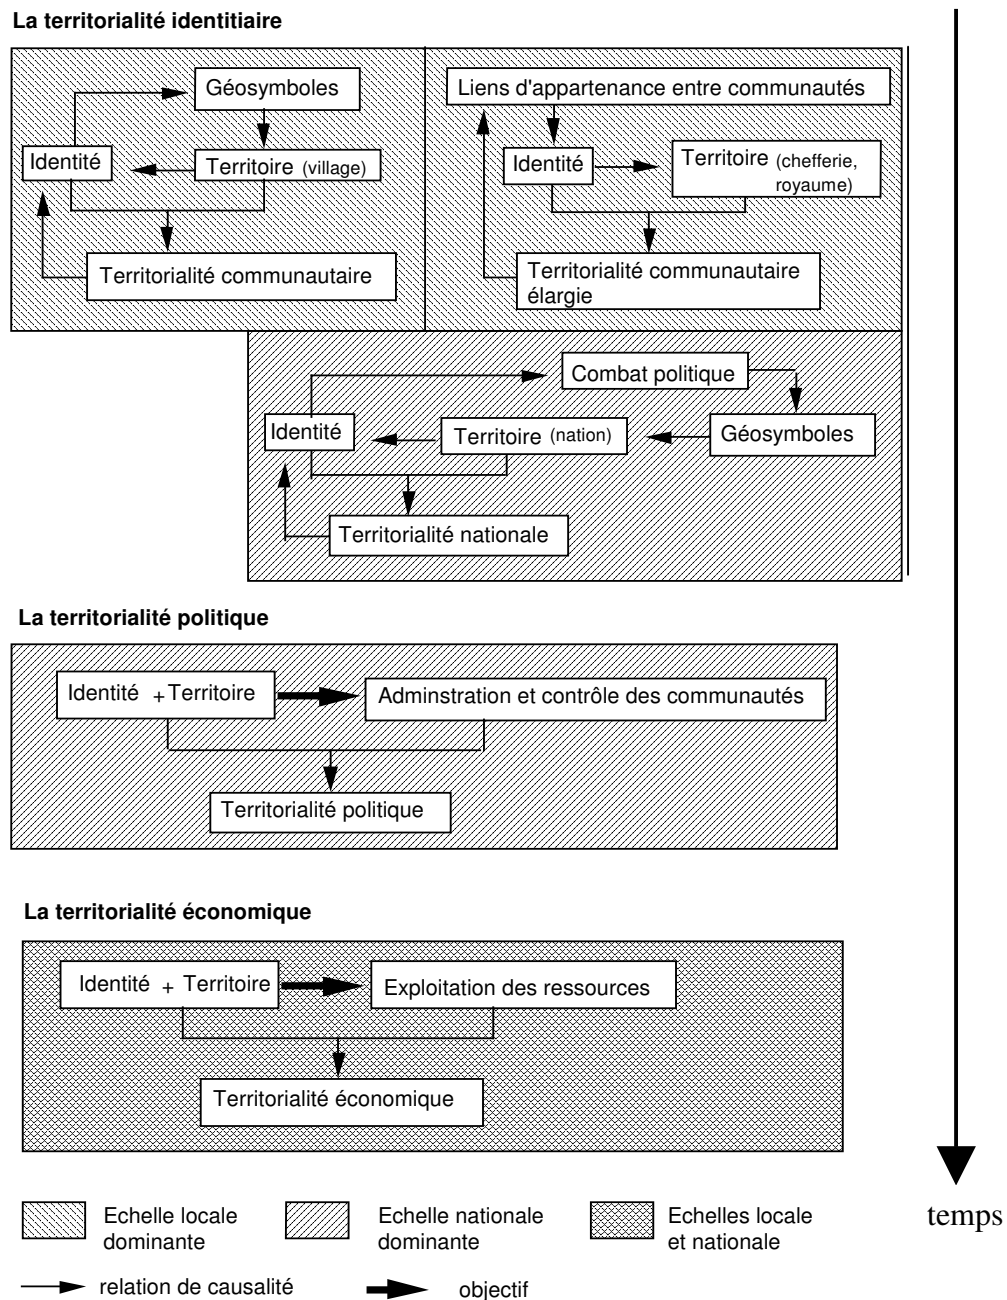 La territorialité identitiaire
Géosymboles
Identité
Territoire (village)
Territorialité communautaire
Liens d'appartenance entre communautés
Identité
Territoire (chefferie,
royaume)
Territorialité communautaire
élargie
Combat politique
Identité
Territoire (nation)
Géosymboles
Territorialité nationale
La territorialité politique
Identité + Territoire
Adminstration et contrôle des communautés
Territorialité politique
La territorialité économique
Identité + Territoire
Exploitation des ressources
Territorialité économique
temps
Echelle locale
dominante
Echelle nationale
dominante
Echelles locale
et nationale
relation de causalité
objectif